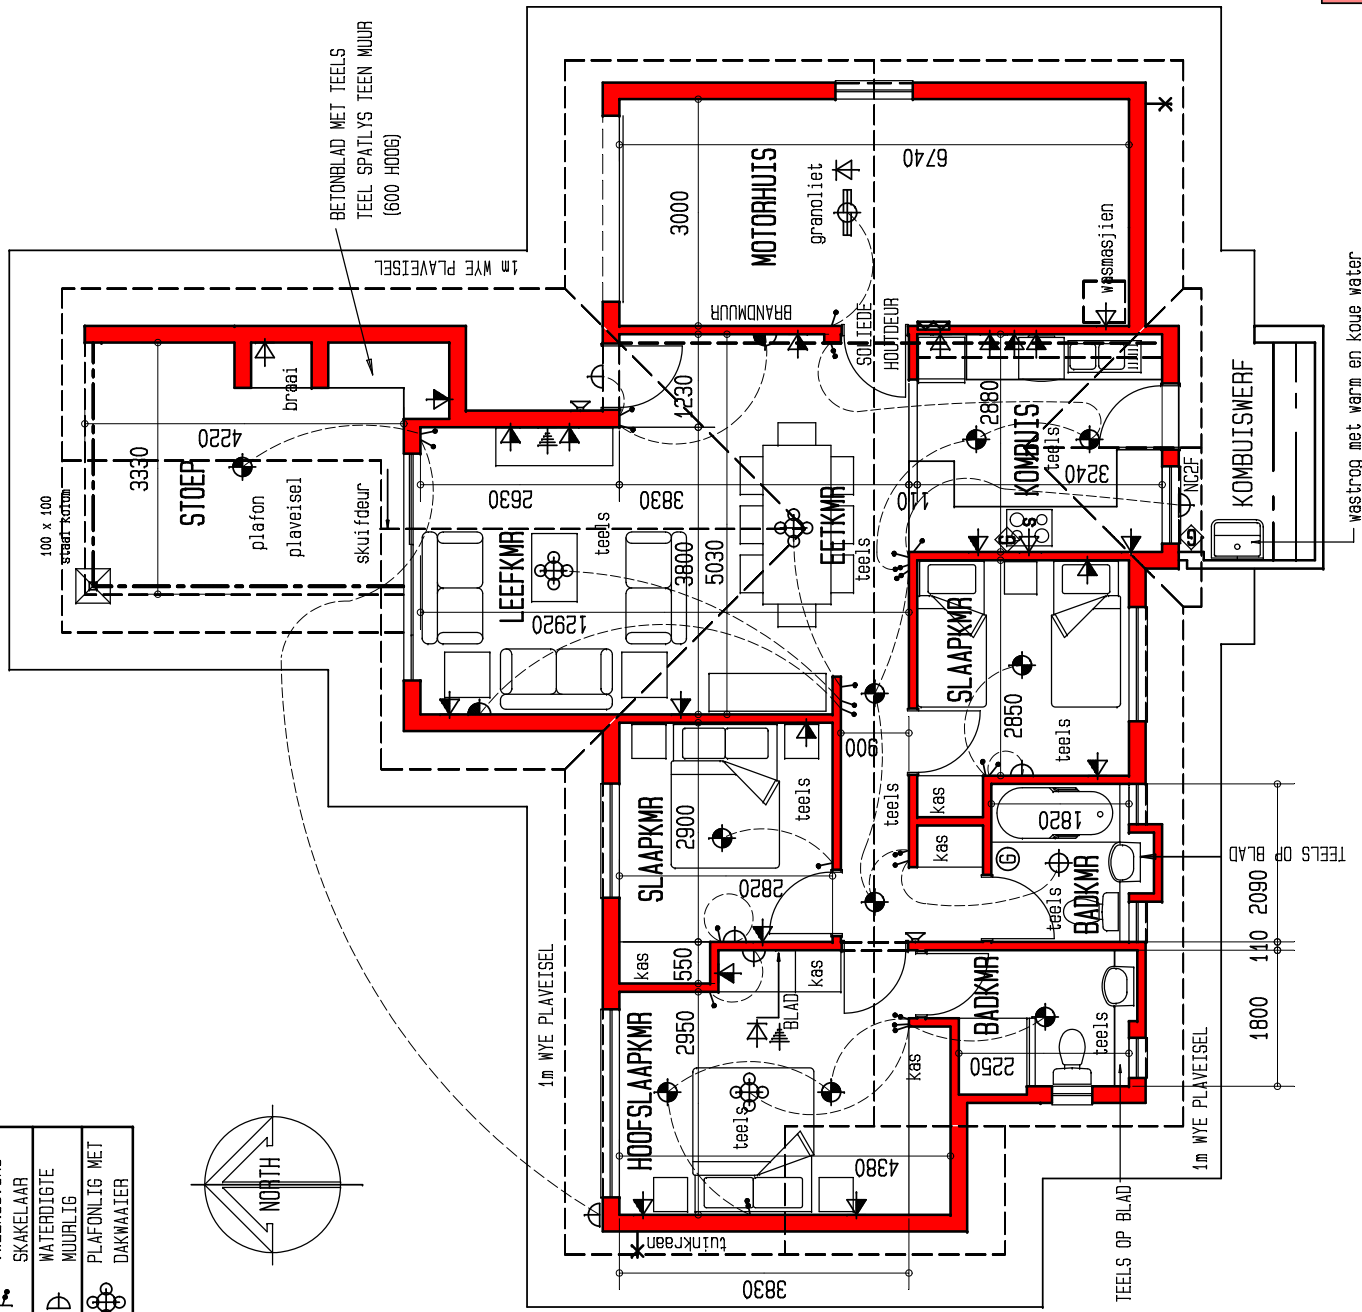 BETONBLAD MET TEELS
TEEL SPATLYS TEEN MUUR
(600 HOOG)
1m WYE PLAVEISEL
100 x 100
staal kolom
3330
4220
STOEP
plafon
plaveisel
skuifdeur
braai
MOTORHUIS
granoliet
3000
6740
wasmasjien
BRANDMUUR
SOLIEDE
HOUTDEUR
1230
2630
3830
teels
LEEFKMR
12920
3800
5030
EETKMR
teels
110
2880
KOMBUIS
teels
3240
G
S
NC2F
G
KOMBUISWERF
wastrog met warm en koue water
SLAAPKMR
2850
teels
900
teels
kas
kas
SLAAPKMR
2900
2820
teels
kas
550
1820
G
BADKMR
teels
TEELS OP BLAD
2090
110
1800
HOOFSLAAPKMR
2950
teels
4380
kas
BLAD
kas
BADKMR
2250
teels
1m WYE PLAVEISEL
1m WYE PLAVEISEL
TEELS OP BLAD
tuinkraan
3830
NORTH
SKAKELAAR
WATERDIGTE
MUURLIG
PLAFONLIG MET
DAKWAAIER